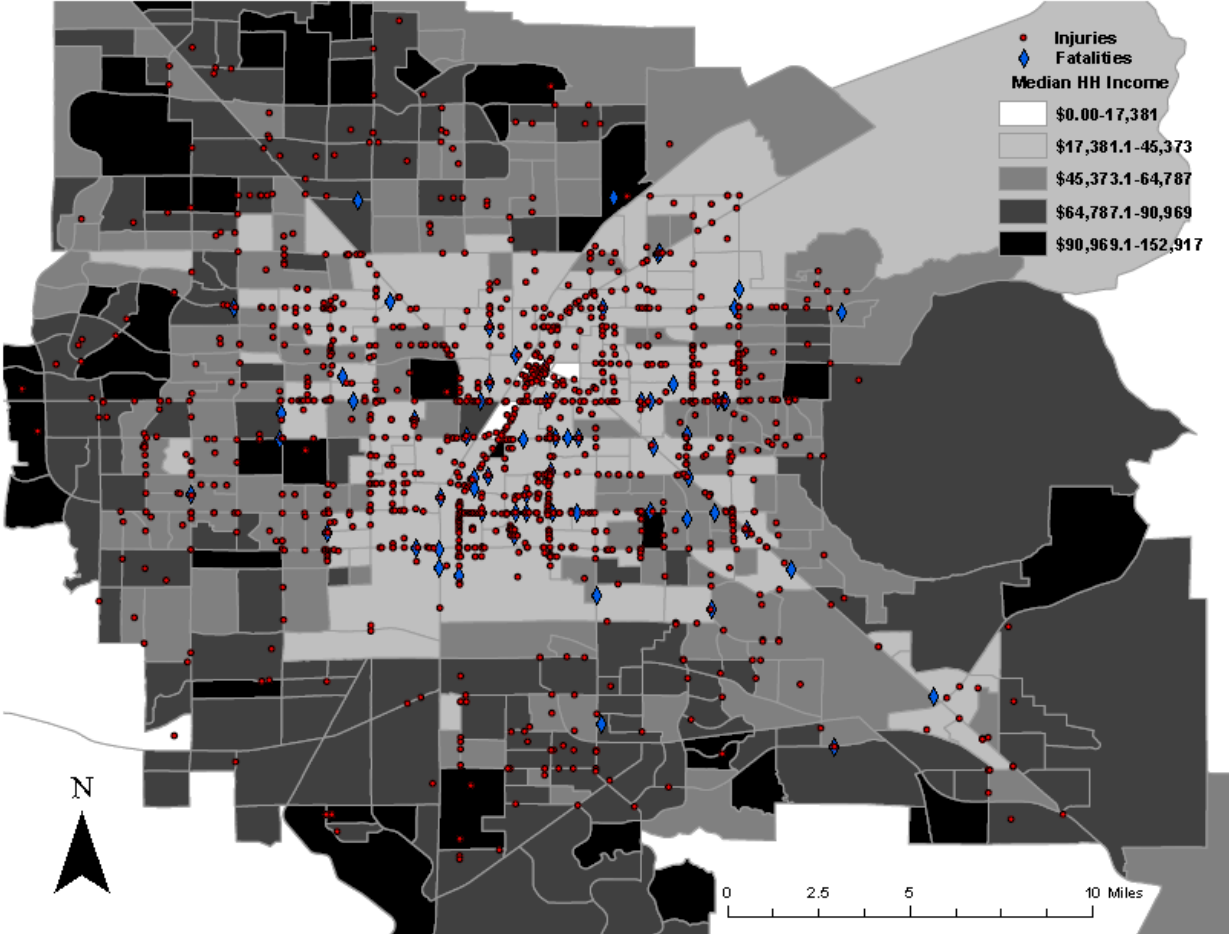 Injuries
Fatalities
Median HH Income
$0.00-17,381
$17,381.1-45,373
$45,373.1-64,787
$64,787.1-90,969
$90,969.1-152,917
N
0 2.5 5 10 Miles